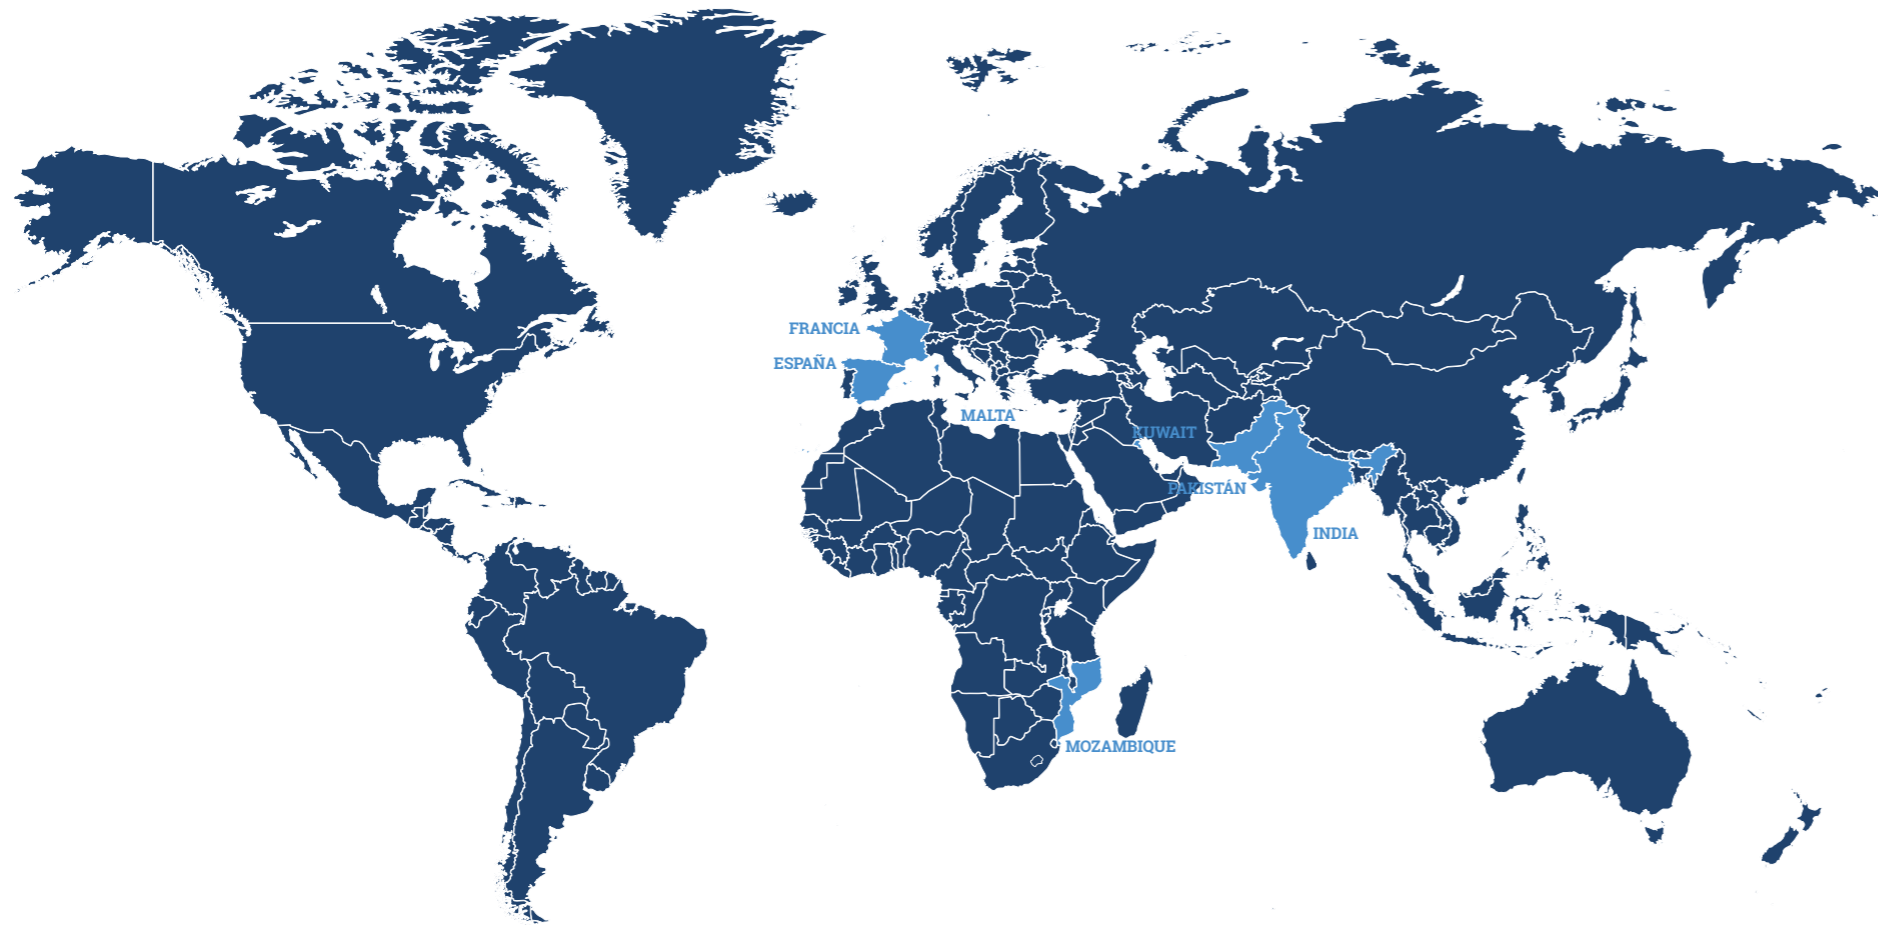 FRANCIA
ESPAÑA
MALTA
KUWAIT
PAKISTÁN
INDIA
MOZAMBIQUE